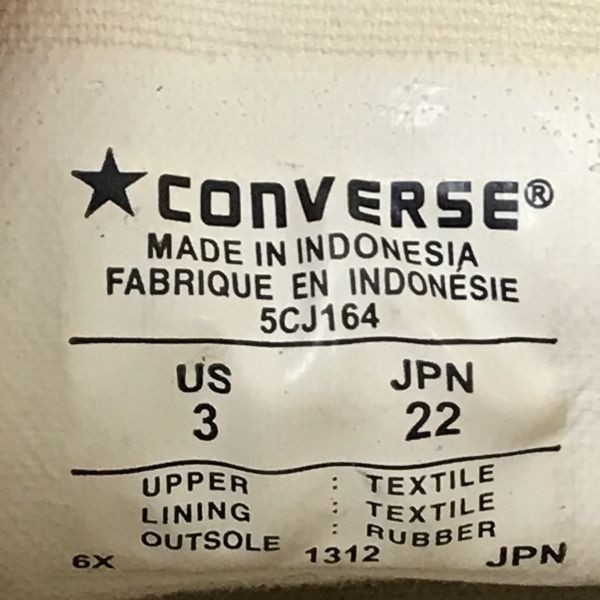 ★CONVERSE®
MADE IN INDONESIA
FABRIQUE EN INDONÉSIE
5CJ164
US JPN
3 22
UPPER : TEXTILE
LINING : TEXTILE
OUTSOLE : RUBBER
6X 1312 JPN